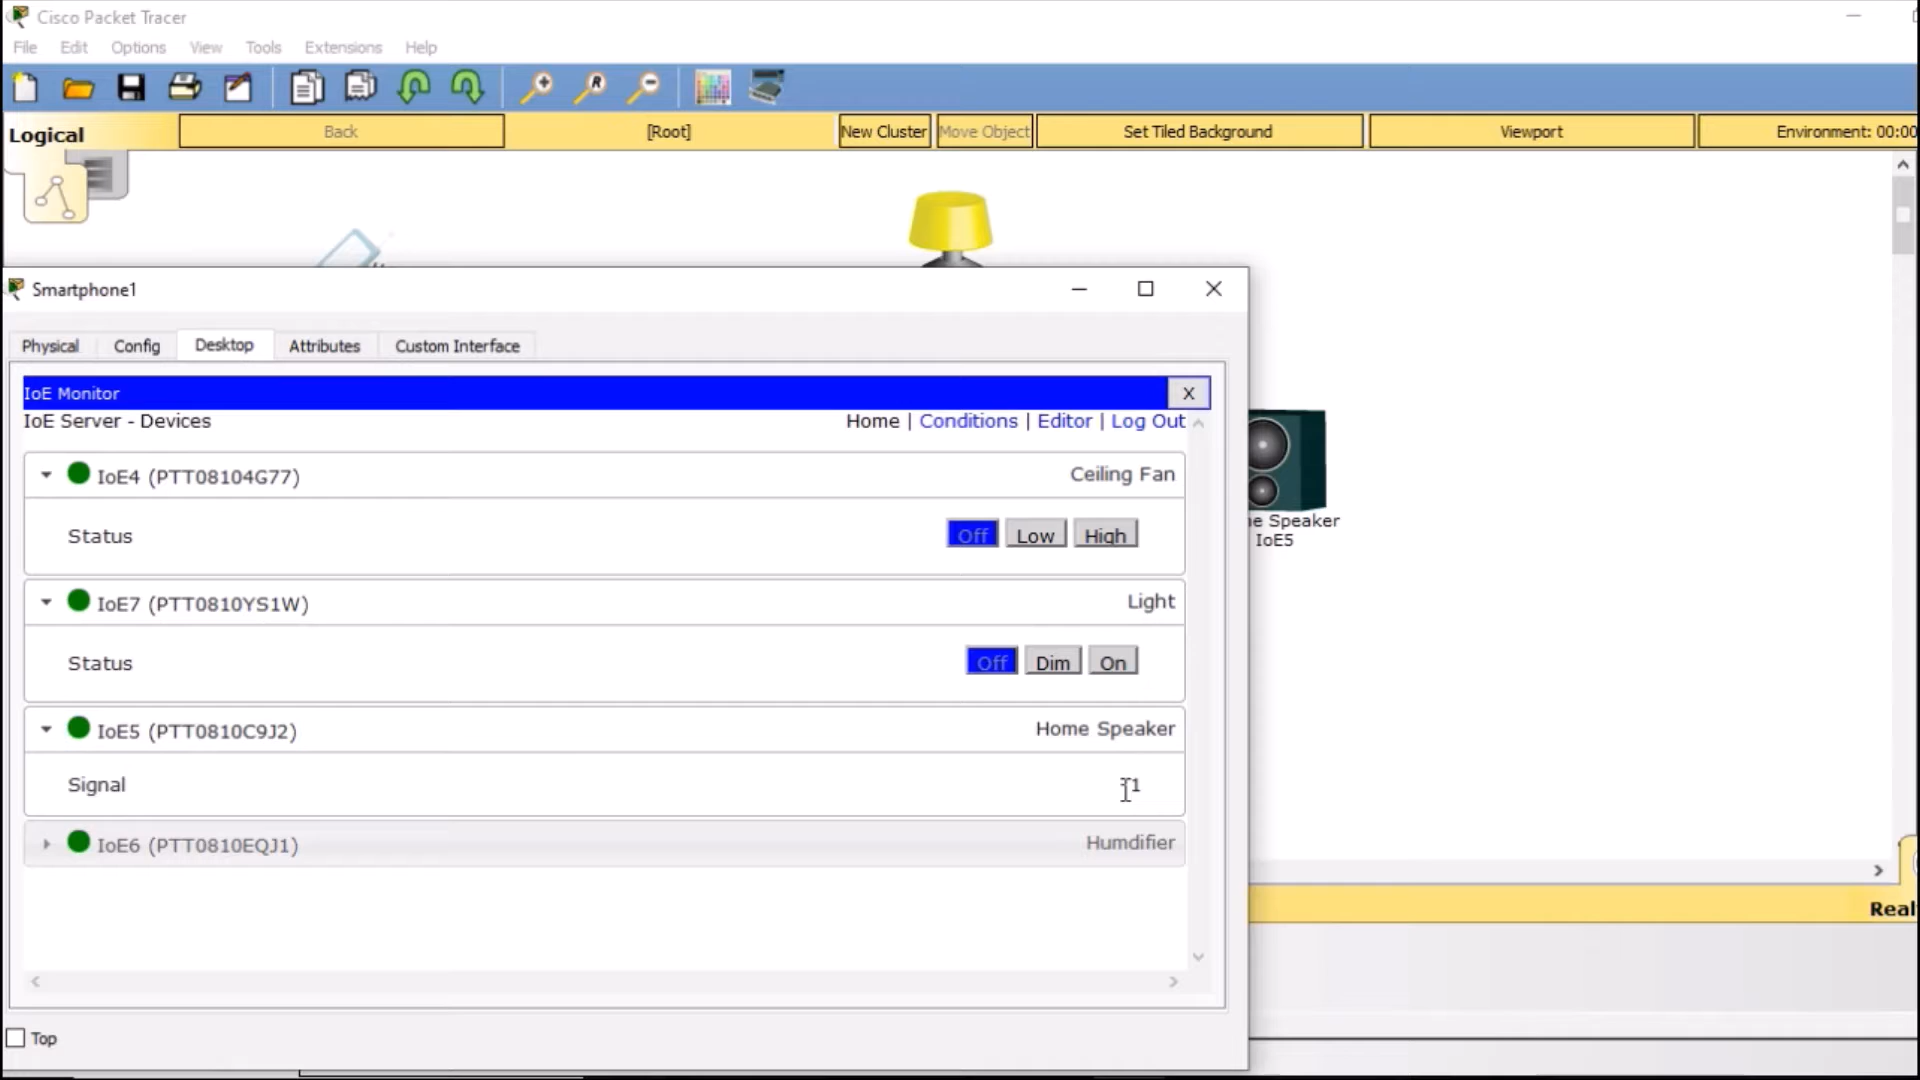 Cisco Packet Tracer
File Edit Options View Tools Extensions Help
Logical Back [Root] New Cluster Move Object Set Tiled Background Viewport Environment: 00:00
Smartphone1
Physical Config Desktop Attributes Custom Interface
IoE Monitor X
IoE Server - Devices Home | Conditions | Editor | Log Out
IoE4 (PTT08104G77) Ceiling Fan
Status Off Low High
IoE7 (PTT0810YS1W) Light
Status Off Dim On
IoE5 (PTT0810C9J2) Home Speaker
Signal
IoE6 (PTT0810EQJ1) Humdifier
Top
Speaker
IoE5